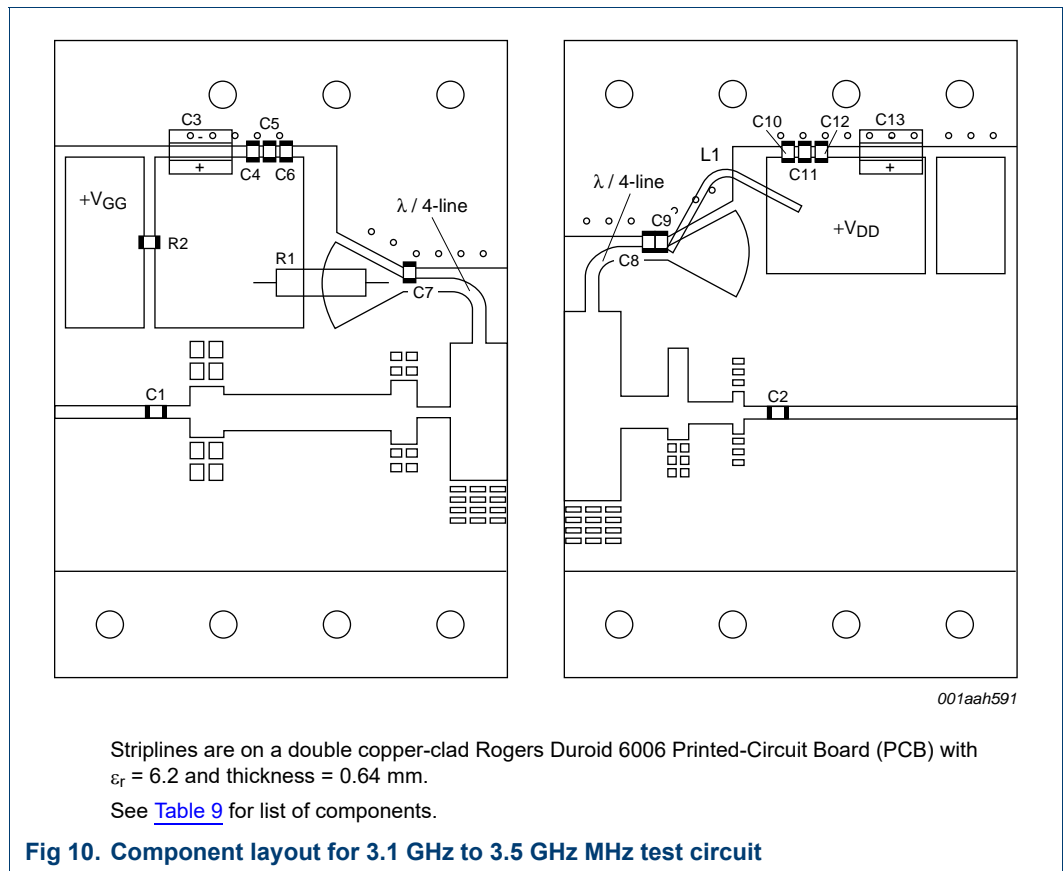 C3
C5
-
C4
C6
+
+VGG
R2
R1
λ / 4-line
C7
C1
C10
C12
C13
-
L1
C11
+
λ / 4-line
C9
+VDD
C8
C2
001aah591
Striplines are on a double copper-clad Rogers Duroid 6006 Printed-Circuit Board (PCB) with
εr = 6.2 and thickness = 0.64 mm.
See Table 9 for list of components.
Fig 10. Component layout for 3.1 GHz to 3.5 GHz MHz test circuit